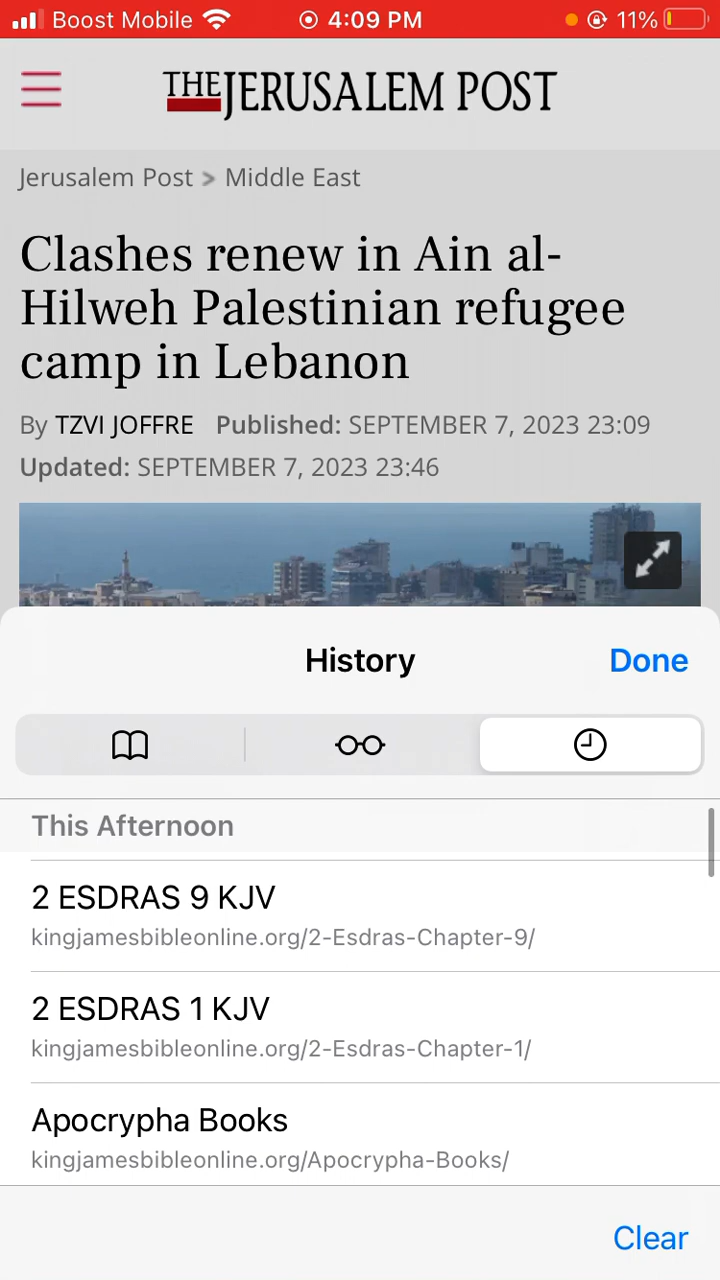 Boost Mobile 4:09 PM 11%
THE JERUSALEM POST
Jerusalem Post > Middle East
Clashes renew in Ain al-
Hilweh Palestinian refugee
camp in Lebanon
By TZVI JOFFRE Published: SEPTEMBER 7, 2023 23:09
Updated: SEPTEMBER 7, 2023 23:46
History Done
This Afternoon
2 ESDRAS 9 KJV
kingjamesbibleonline.org/2-Esdras-Chapter-9/
2 ESDRAS 1 KJV
kingjamesbibleonline.org/2-Esdras-Chapter-1/
Apocrypha Books
kingjamesbibleonline.org/Apocrypha-Books/
Clear